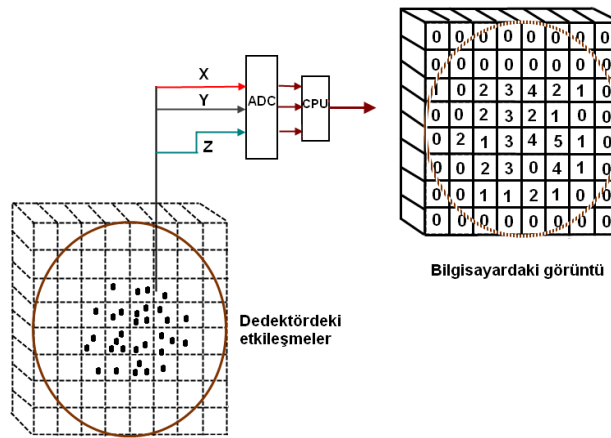 X
Y
Z
ADC
CPU
0 0 0 0 0 0 0 0
0 0 0 0 0 0 0 0
1 0 2 3 4 2 1 0
0 0 2 3 2 1 0 0
0 2 1 3 4 5 1 0
0 0 2 3 0 4 1 0
0 0 1 1 2 1 0 0
0 0 0 0 0 0 0 0
Bilgisayardaki görüntü
Dedektördeki
etkileşmeler